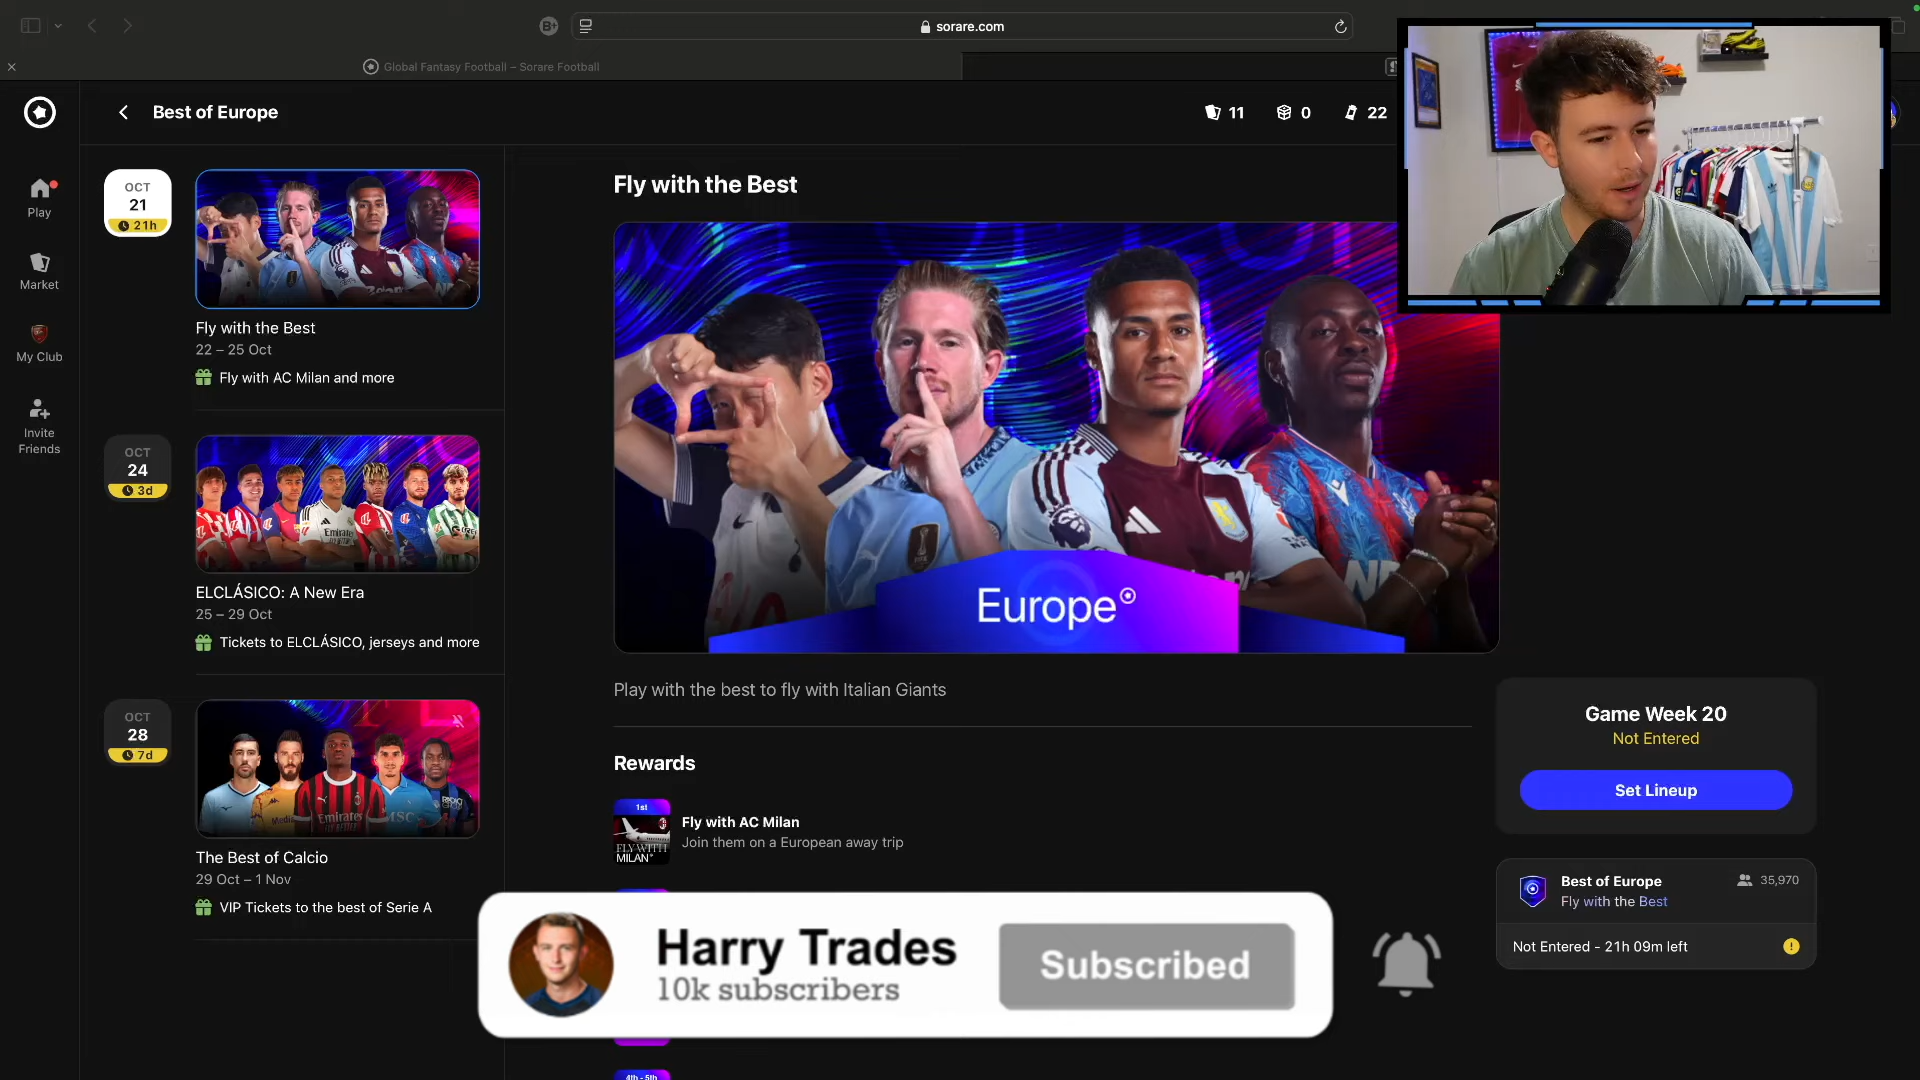 sorare.com
Global Fantasy Football – Sorare Football
Best of Europe
11
0
22
Play
Market
My Club
Invite
Friends
OCT
21
21h
Fly with the Best
22 – 25 Oct
Fly with AC Milan and more
OCT
24
3d
ELCLÁSICO: A New Era
25 – 29 Oct
Tickets to ELCLÁSICO, jerseys and more
OCT
28
7d
The Best of Calcio
29 Oct – 1 Nov
VIP Tickets to the best of Serie A
Fly with the Best
Europe
Play with the best to fly with Italian Giants
Rewards
1st
FLY WITH
MILAN
Fly with AC Milan
Join them on a European away trip
4th - 5th
Game Week 20
Not Entered
Set Lineup
Best of Europe
35,970
Fly with the Best
Not Entered - 21h 09m left
Harry Trades
10k subscribers
Subscribed